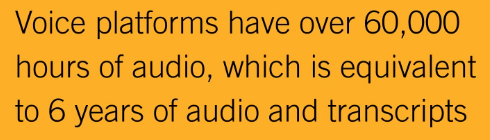 Voice platforms have over 60,000
hours of audio, which is equivalent
to 6 years of audio and transcripts